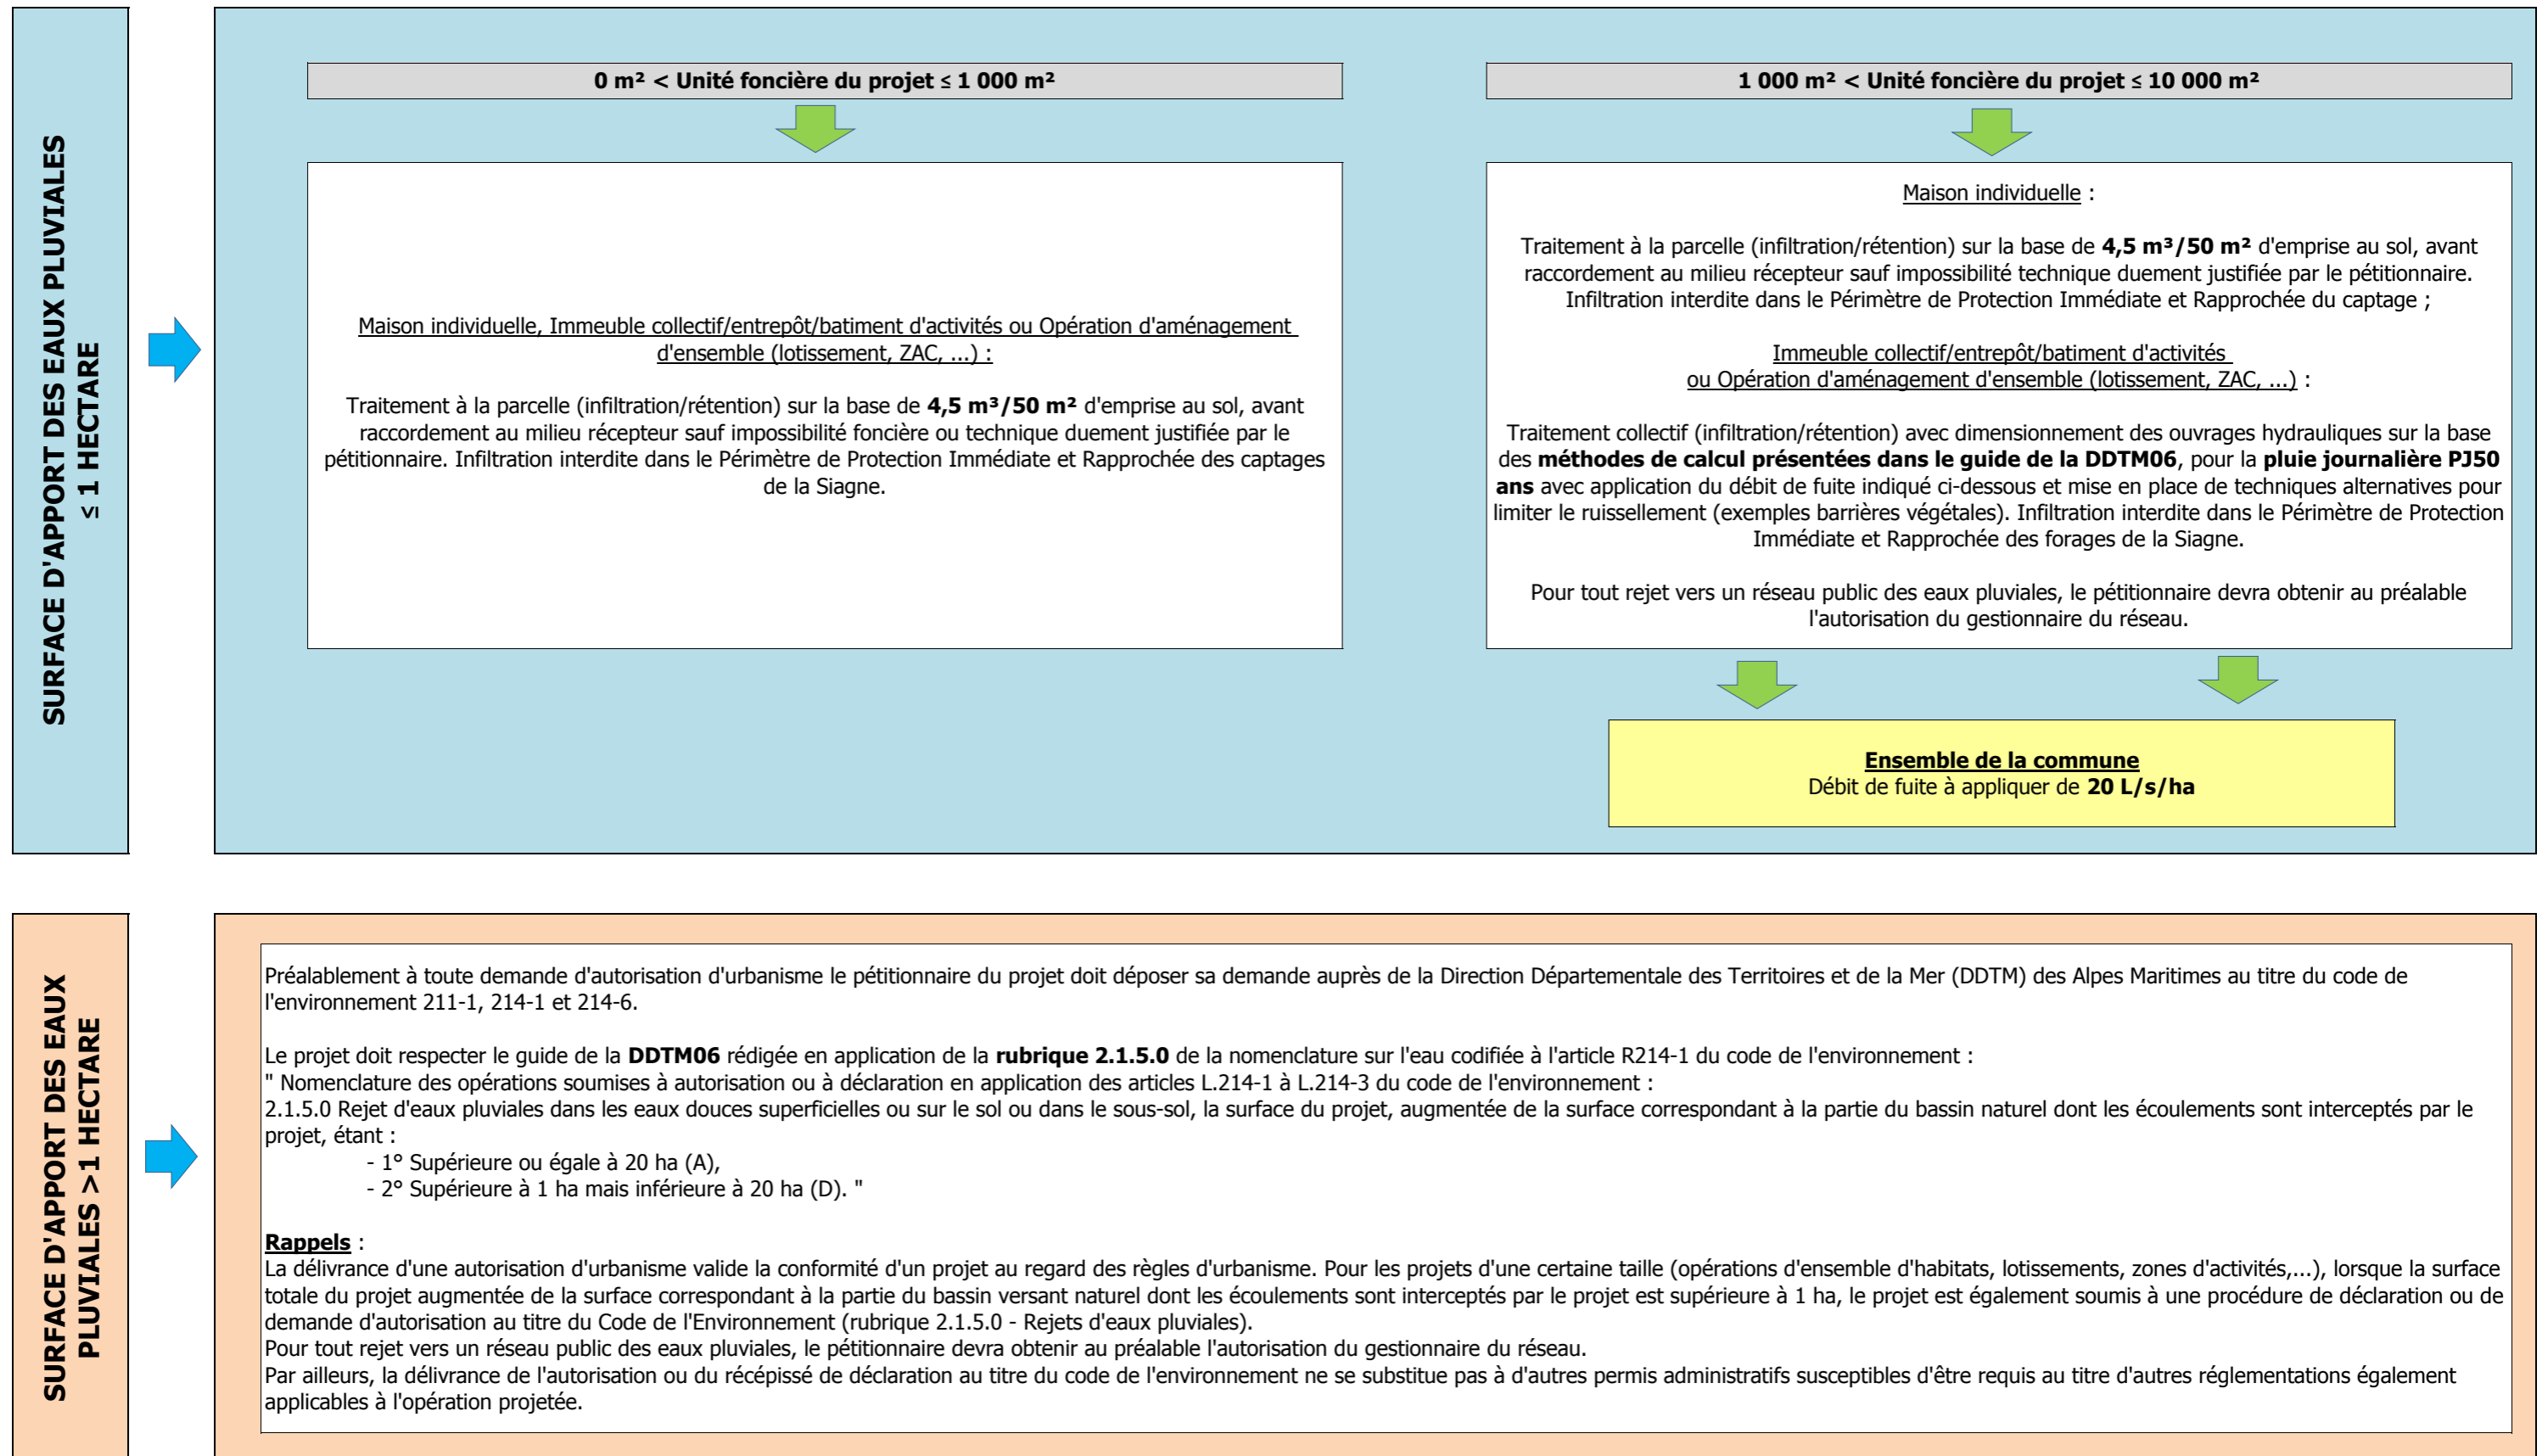 SURFACE D'APPORT DES EAUX PLUVIALES
≤ 1 HECTARE
0 m² < Unité foncière du projet ≤ 1 000 m²
Maison individuelle, Immeuble collectif/entrepôt/batiment d'activités ou Opération d'aménagement
d'ensemble (lotissement, ZAC, ...) :
Traitement à la parcelle (infiltration/rétention) sur la base de 4,5 m³/50 m² d'emprise au sol, avant
raccordement au milieu récepteur sauf impossibilité foncière ou technique duement justifiée par le
pétitionnaire. Infiltration interdite dans le Périmètre de Protection Immédiate et Rapprochée des captages
de la Siagne.
1 000 m² < Unité foncière du projet ≤ 10 000 m²
Maison individuelle :
Traitement à la parcelle (infiltration/rétention) sur la base de 4,5 m³/50 m² d'emprise au sol, avant
raccordement au milieu récepteur sauf impossibilité technique duement justifiée par le pétitionnaire.
Infiltration interdite dans le Périmètre de Protection Immédiate et Rapprochée du captage ;
Immeuble collectif/entrepôt/batiment d'activités
ou Opération d'aménagement d'ensemble (lotissement, ZAC, ...) :
Traitement collectif (infiltration/rétention) avec dimensionnement des ouvrages hydrauliques sur la base
des méthodes de calcul présentées dans le guide de la DDTM06, pour la pluie journalière PJ50
ans avec application du débit de fuite indiqué ci-dessous et mise en place de techniques alternatives pour
limiter le ruissellement (exemples barrières végétales). Infiltration interdite dans le Périmètre de Protection
Immédiate et Rapprochée des forages de la Siagne.
Pour tout rejet vers un réseau public des eaux pluviales, le pétitionnaire devra obtenir au préalable
l'autorisation du gestionnaire du réseau.
Ensemble de la commune
Débit de fuite à appliquer de 20 L/s/ha
SURFACE D'APPORT DES EAUX
PLUVIALES >1 HECTARE
Préalablement à toute demande d'autorisation d'urbanisme le pétitionnaire du projet doit déposer sa demande auprès de la Direction Départementale des Territoires et de la Mer (DDTM) des Alpes Maritimes au titre du code de
l'environnement 211-1, 214-1 et 214-6.
Le projet doit respecter le guide de la DDTM06 rédigée en application de la rubrique 2.1.5.0 de la nomenclature sur l'eau codifiée à l'article R214-1 du code de l'environnement :
" Nomenclature des opérations soumises à autorisation ou à déclaration en application des articles L.214-1 à L.214-3 du code de l'environnement :
2.1.5.0 Rejet d'eaux pluviales dans les eaux douces superficielles ou sur le sol ou dans le sous-sol, la surface du projet, augmentée de la surface correspondant à la partie du bassin naturel dont les écoulements sont interceptés par le
projet, étant :
- 1° Supérieure ou égale à 20 ha (A),
- 2° Supérieure à 1 ha mais inférieure à 20 ha (D). "
Rappels :
La délivrance d'une autorisation d'urbanisme valide la conformité d'un projet au regard des règles d'urbanisme. Pour les projets d'une certaine taille (opérations d'ensemble d'habitats, lotissements, zones d'activités,...), lorsque la surface
totale du projet augmentée de la surface correspondant à la partie du bassin versant naturel dont les écoulements sont interceptés par le projet est supérieure à 1 ha, le projet est également soumis à une procédure de déclaration ou de
demande d'autorisation au titre du Code de l'Environnement (rubrique 2.1.5.0 - Rejets d'eaux pluviales).
Pour tout rejet vers un réseau public des eaux pluviales, le pétitionnaire devra obtenir au préalable l'autorisation du gestionnaire du réseau.
Par ailleurs, la délivrance de l'autorisation ou du récépissé de déclaration au titre du code de l'environnement ne se substitue pas à d'autres permis administratifs susceptibles d'être requis au titre d'autres réglementations également
applicables à l'opération projetée.